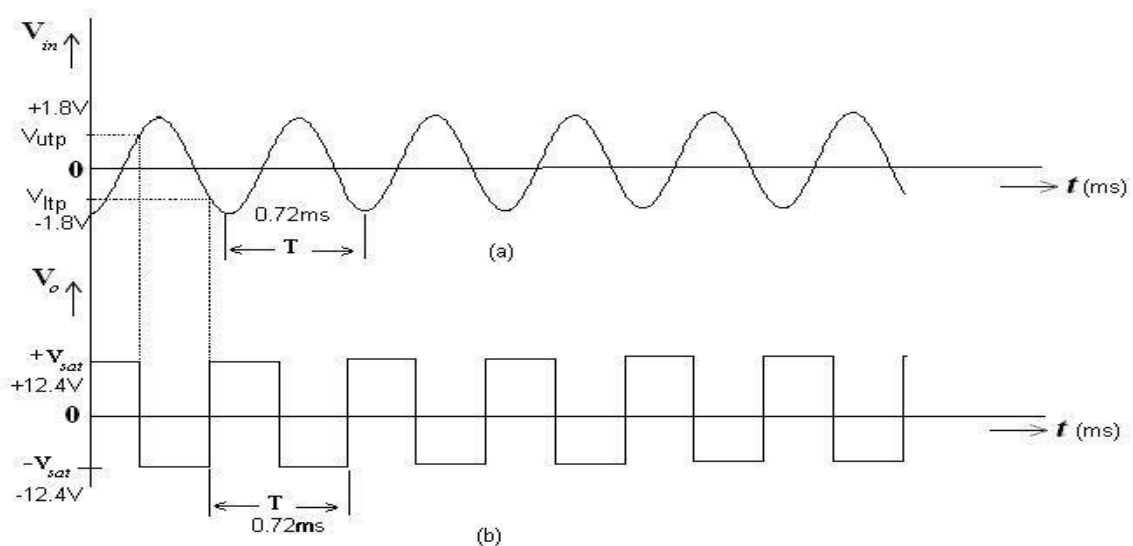 V in
+1.8V
Vutp
0
Vltp
-1.8V
t (ms)
0.72ms
T
(a)
Vo
+Vsat
+12.4V
0
t (ms)
-Vsat
-12.4V
T
0.72ms
(b)